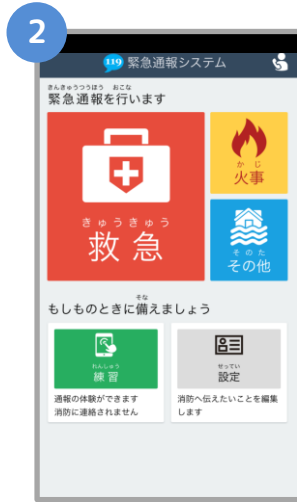 2
119 緊急通報システム
きんきゅうつうほう おこな
緊急通報を行います
きゅうきゅう
救急
かじ
火事
そのた
その他
そな
もしものときに備えましょう
れんしゅう
練習
通報の体験ができます
消防に連絡されません
せってい
設定
消防へ伝えたいことを編集
します